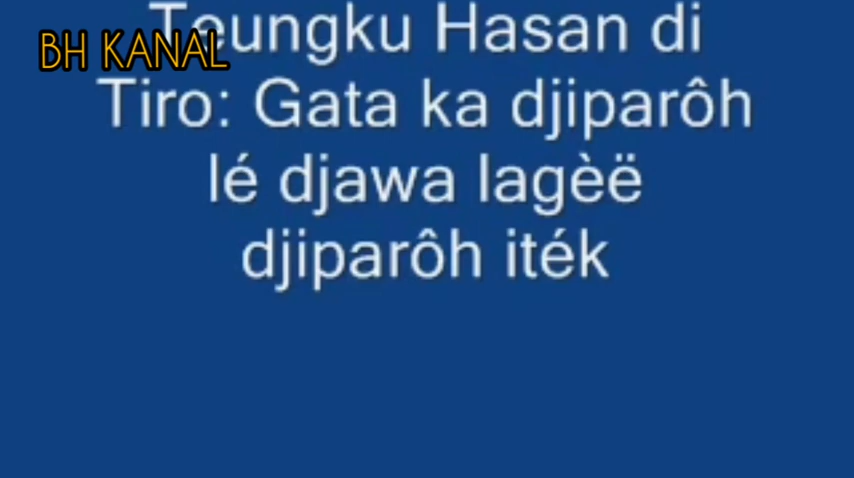 BH KANAL
Teungku Hasan di
Tiro: Gata ka djiparôh
lé djawa lagèë
djiparôh iték